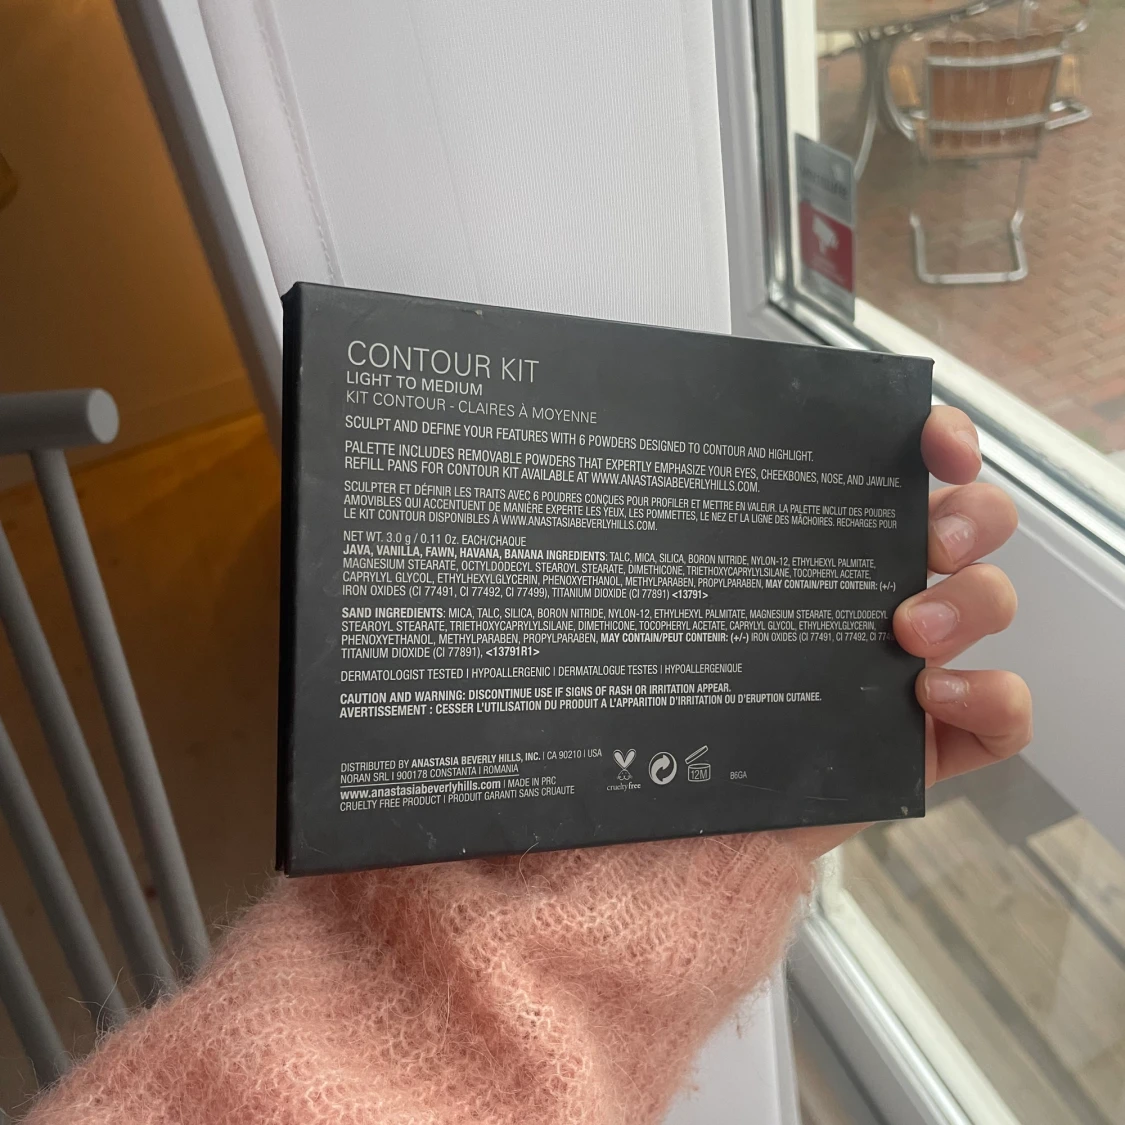 CONTOUR KIT
LIGHT TO MEDIUM
KIT CONTOUR - CLAIRES À MOYENNE
SCULPT AND DEFINE YOUR FEATURES WITH 6 POWDERS DESIGNED TO CONTOUR AND HIGHLIGHT.
PALETTE INCLUDES REMOVABLE POWDERS THAT EXPERTLY EMPHASIZE YOUR EYES, CHEEKBONES, NOSE, AND JAWLINE.
REFILL PANS FOR CONTOUR KIT AVAILABLE AT WWW.ANASTASIABEVERLYHILLS.COM.
SCULPTER ET DÉFINIR LES TRAITS AVEC 6 POUDRES CONÇUES POUR PROFILER ET METTRE EN VALEUR. LA PALETTE INCLUT DES POUDRES
AMOVIBLES QUI ACCENTUENT DE MANIÈRE EXPERTE LES YEUX, LES POMMETTES, LE NEZ ET LA LIGNE DES MÂCHOIRES. RECHARGES POUR
LE KIT CONTOUR DISPONIBLES À WWW.ANASTASIABEVERLYHILLS.COM.
NET WT. 3.0 g / 0.11 Oz. EACH/CHAQUE
JAVA, VANILLA, FAWN, HAVANA, BANANA INGREDIENTS: TALC, MICA, SILICA, BORON NITRIDE, NYLON-12, ETHYLHEXYL PALMITATE,
MAGNESIUM STEARATE, OCTYLDODECYL STEAROYL STEARATE, DIMETHICONE, TRIETHOXYCAPRYLYLSILANE, TOCOPHERYL ACETATE,
CAPRYLYL GLYCOL, ETHYLHEXYLGLYCERIN, PHENOXYETHANOL, METHYLPARABEN, PROPYLPARABEN, MAY CONTAIN/PEUT CONTENIR: (+/-)
IRON OXIDES (CI 77491, CI 77492, CI 77499), TITANIUM DIOXIDE (CI 77891) <13791>
SAND INGREDIENTS: MICA, TALC, SILICA, BORON NITRIDE, NYLON-12, ETHYLHEXYL PALMITATE, MAGNESIUM STEARATE, OCTYLDODECYL
STEAROYL STEARATE, TRIETHOXYCAPRYLYLSILANE, DIMETHICONE, TOCOPHERYL ACETATE, CAPRYLYL GLYCOL, ETHYLHEXYLGLYCERIN,
PHENOXYETHANOL, METHYLPARABEN, PROPYLPARABEN, MAY CONTAIN/PEUT CONTENIR: (+/-) IRON OXIDES (CI 77491, CI 77492, CI
TITANIUM DIOXIDE (CI 77891), <13791R1>
DERMATOLOGIST TESTED | HYPOALLERGENIC | DERMATALOGUE TESTES | HYPOALLERGENIQUE
CAUTION AND WARNING: DISCONTINUE USE IF SIGNS OF RASH OR IRRITATION APPEAR.
AVERTISSEMENT : CESSER L'UTILISATION DU PRODUIT A L'APPARITION D'IRRITATION OU D'ERUPTION CUTANEE.
DISTRIBUTED BY ANASTASIA BEVERLY HILLS, INC. | CA 90210 | USA
NORAN SRL | 900178 CONSTANTA | ROMANIA
www.anastasiabeverlyhills.com | MADE IN PRC
CRUELTY FREE PRODUCT | PRODUIT GARANTI SANS CRUAUTE
crueltyfree
12M
B6GA